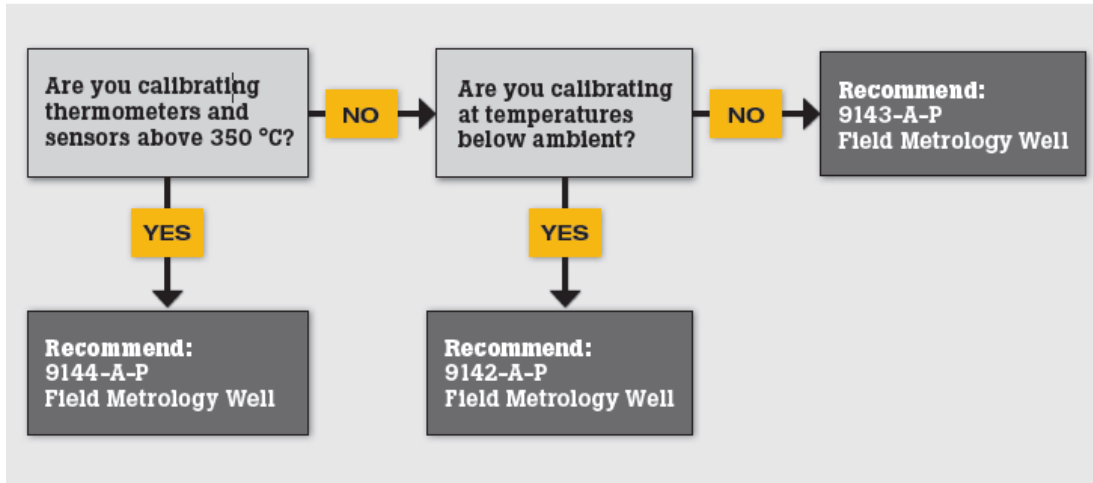 Are you calibrating
thermometers and
sensors above 350 °C?
NO
Are you calibrating
at temperatures
below ambient?
NO
Recommend:
9143-A-P
Field Metrology Well
YES
YES
Recommend:
9144-A-P
Field Metrology Well
Recommend:
9142-A-P
Field Metrology Well